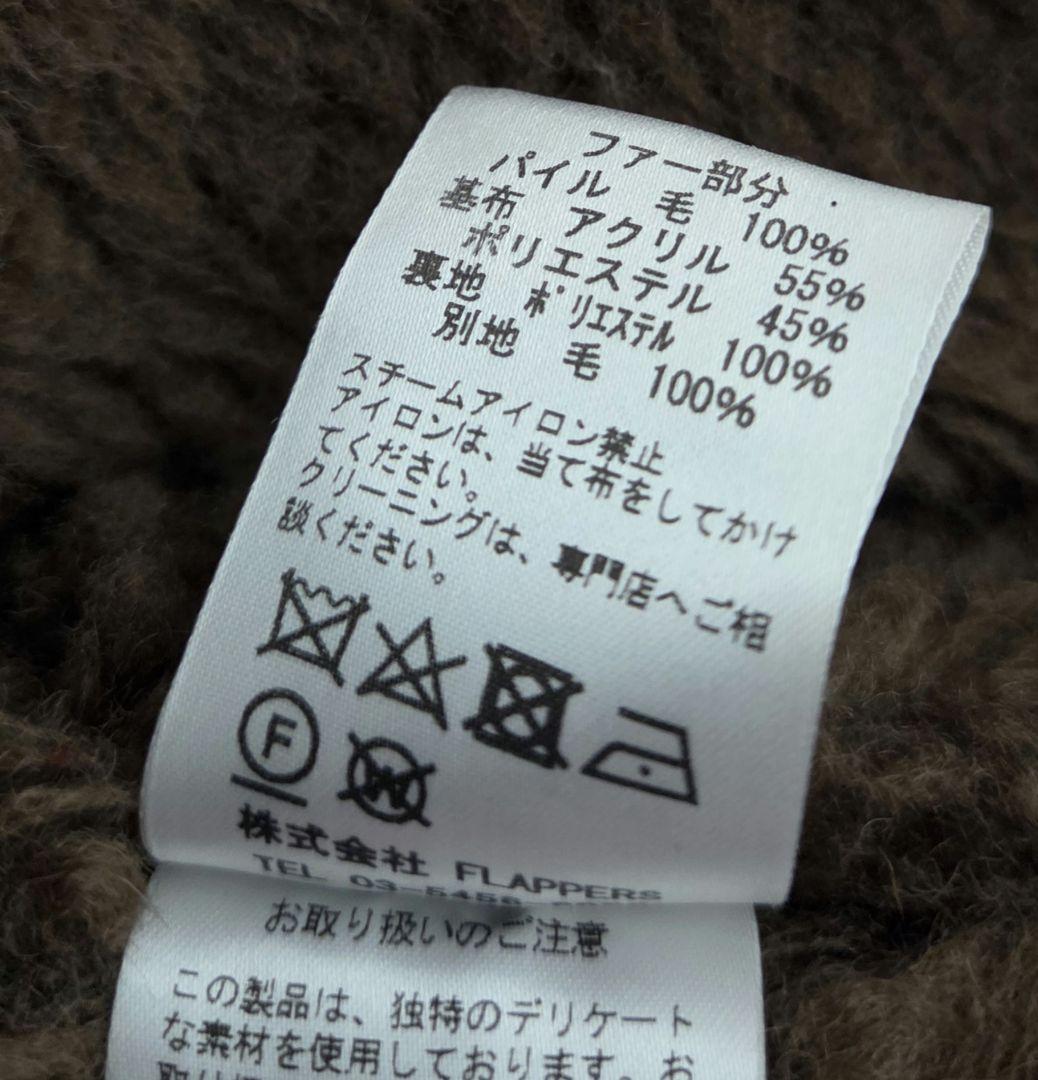 ファー部分
パイル 毛 100%
基布 アクリル 55%
ポリエステル 45%
裏地 ポリエステル 100%
別地 毛 100%
スチームアイロン禁止
アイロンは、当て布をしてかけ
てください。
クリーニングは、専門店へご相
談ください。
F
W
株式会社 FLAPPERS
TEL 03-5456-
お取り扱いのご注意
この製品は、独特のデリケート
な素材を使用しております。お
取り